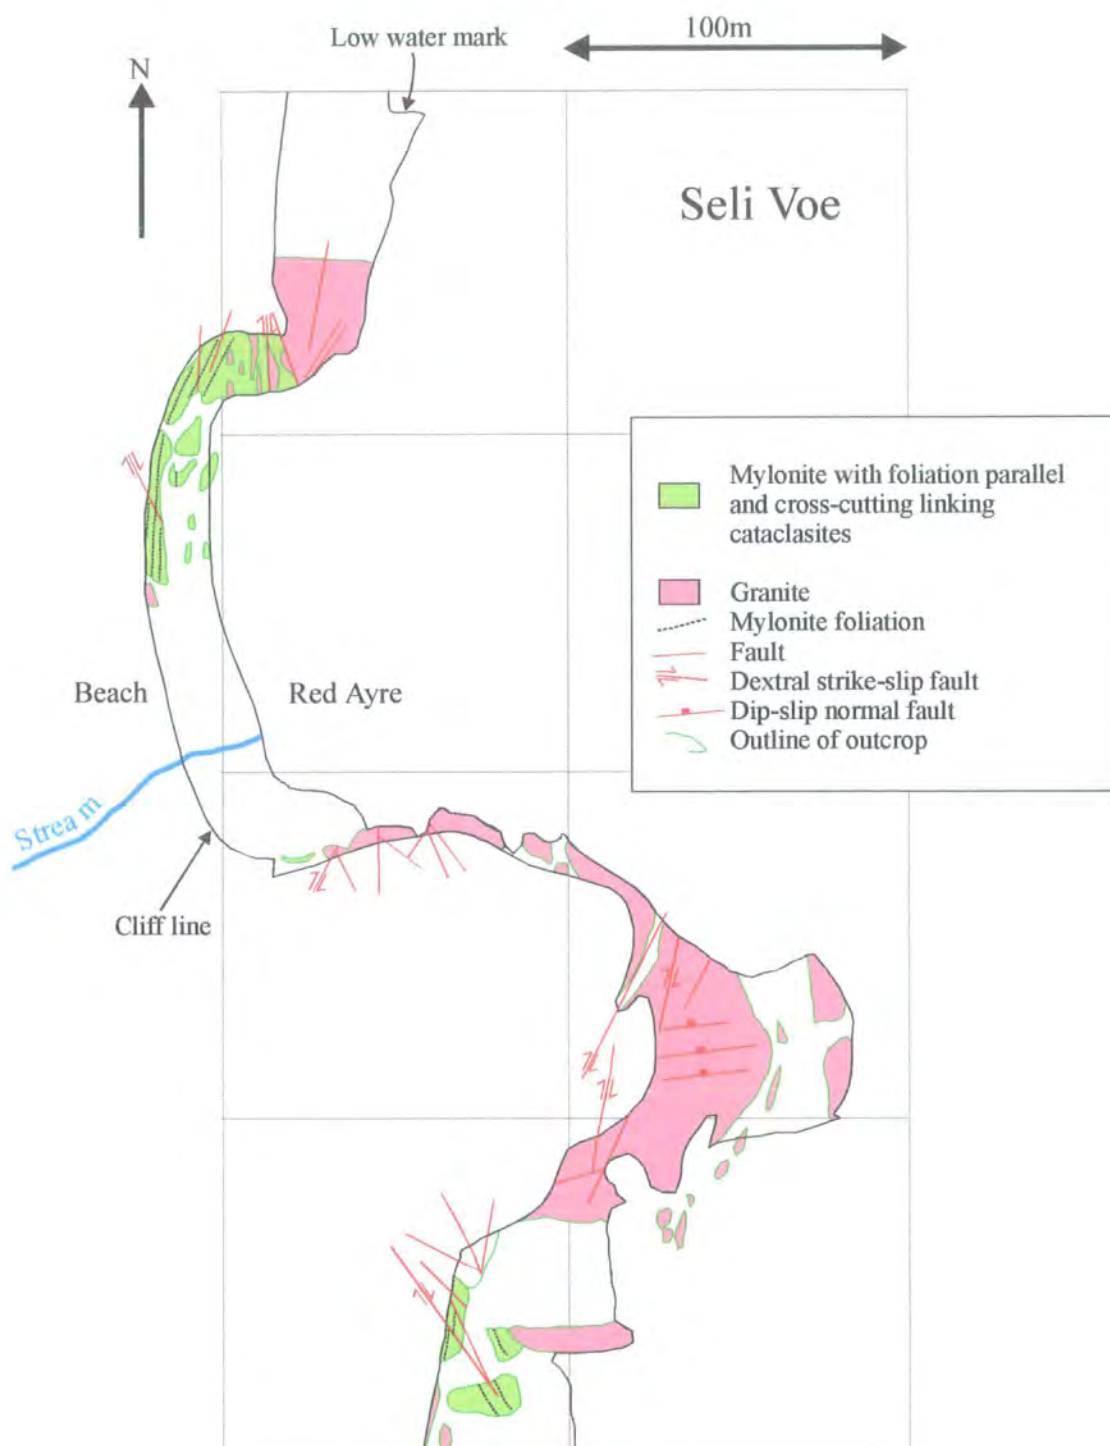 Low water mark
100m
N
Seli Voe
Mylonite with foliation parallel
and cross-cutting linking
cataclasites
Granite
Mylonite foliation
Fault
Dextral strike-slip fault
Dip-slip normal fault
Outline of outcrop
Beach
Red Ayre
Strea m
Cliff line